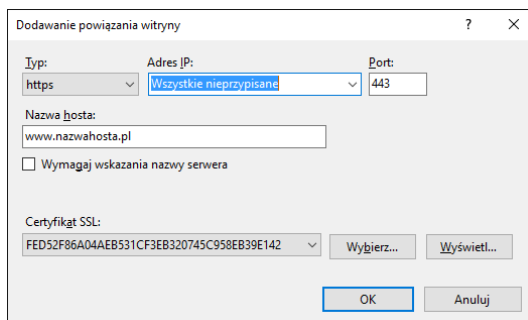 Dodawanie powiązania witryny ? X
Typ: Adres IP: Port:
https Wszystkie nieprzypisane 443
Nazwa hosta:
www.nazwahosta.pl
Wymagaj wskazania nazwy serwera
Certyfikat SSL:
FED52F86A04AEB531CF3EB320745C958EB39E142 Wybierz... Wyświetl...
OK Anuluj